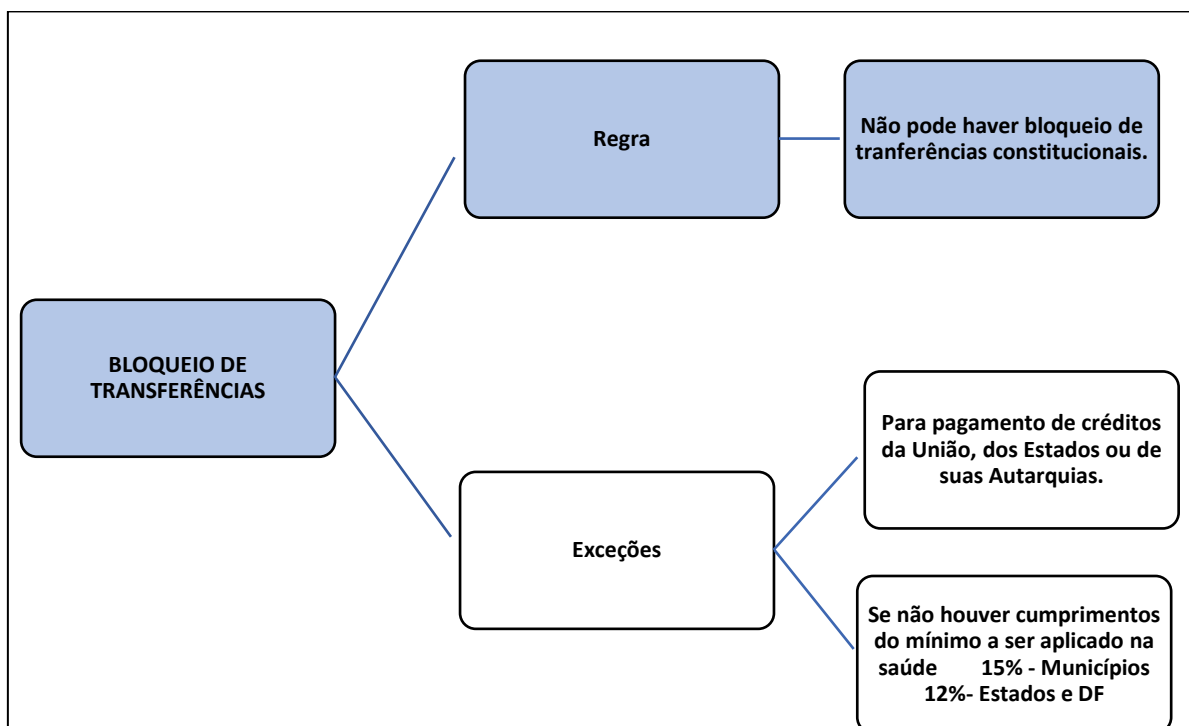 BLOQUEIO DE
TRANSFERÊNCIAS
Regra
Não pode haver bloqueio de
tranferências constitucionais.
Exceções
Para pagamento de créditos
da União, dos Estados ou de
suas Autarquias.
Se não houver cumprimentos
do mínimo a ser aplicado na
saúde 15% - Municípios
12%- Estados e DF